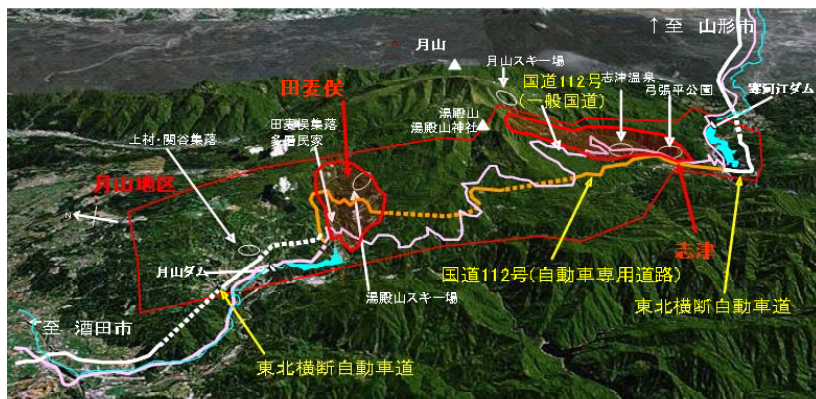 ↑至 山形市
月山
月山スキー場
志津温泉
国道112号
(一般国道)
弓張平公園
寒河江ダム
田麦俣
湯殿山
湯殿山神社
田麦俣集落
多層民家
上村・関谷集落
月山地区
N
志津
月山ダム
国道112号(自動車専用道路)
湯殿山スキー場
東北横断自動車道
至 酒田市
東北横断自動車道